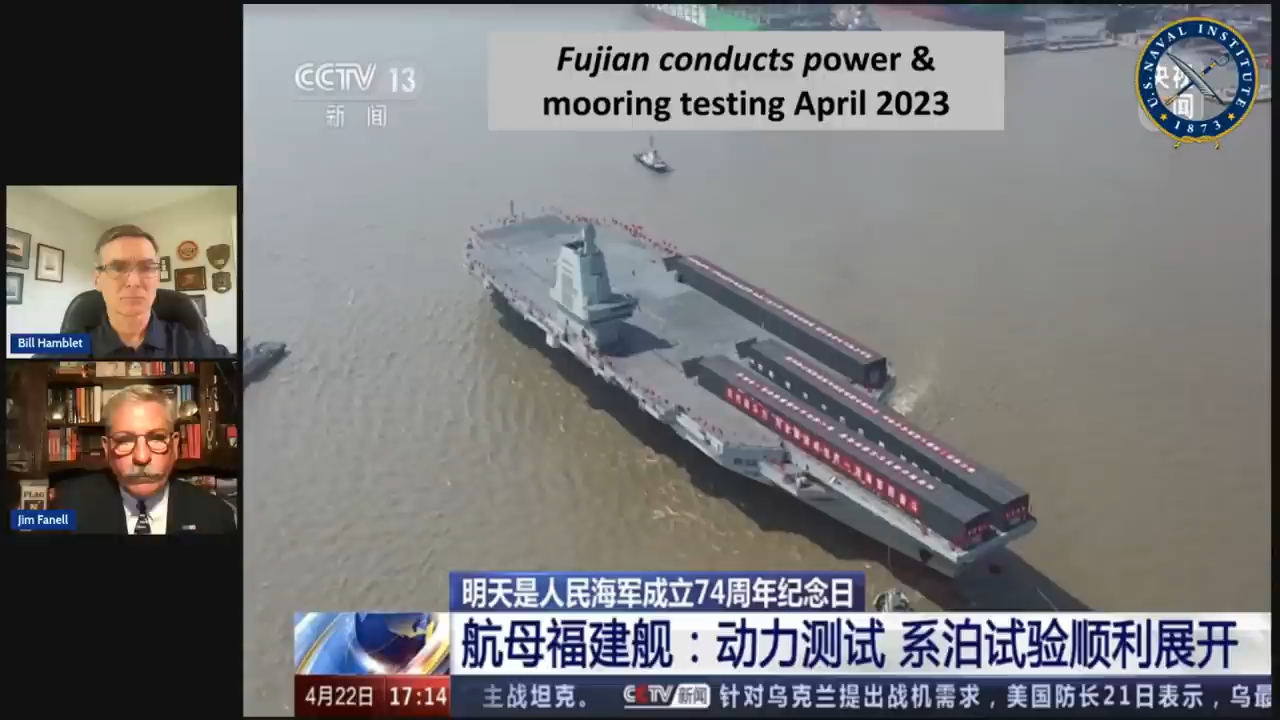 Fujian conducts power &
mooring testing April 2023
CCTV 13
新闻
U.S. NAVAL INSTITUTE
1873
Bill Hamblet
Jim Fanell
明天是人民海军成立74周年纪念日
航母福建舰：动力测试 系泊试验顺利展开
4月22日 17:14
主战坦克。 CCTV新闻 针对乌克兰提出战机需求，美国防长21日表示，乌最